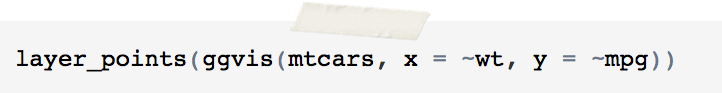 layer_points(ggvis(mtcars, x = ~wt, y = ~mpg))